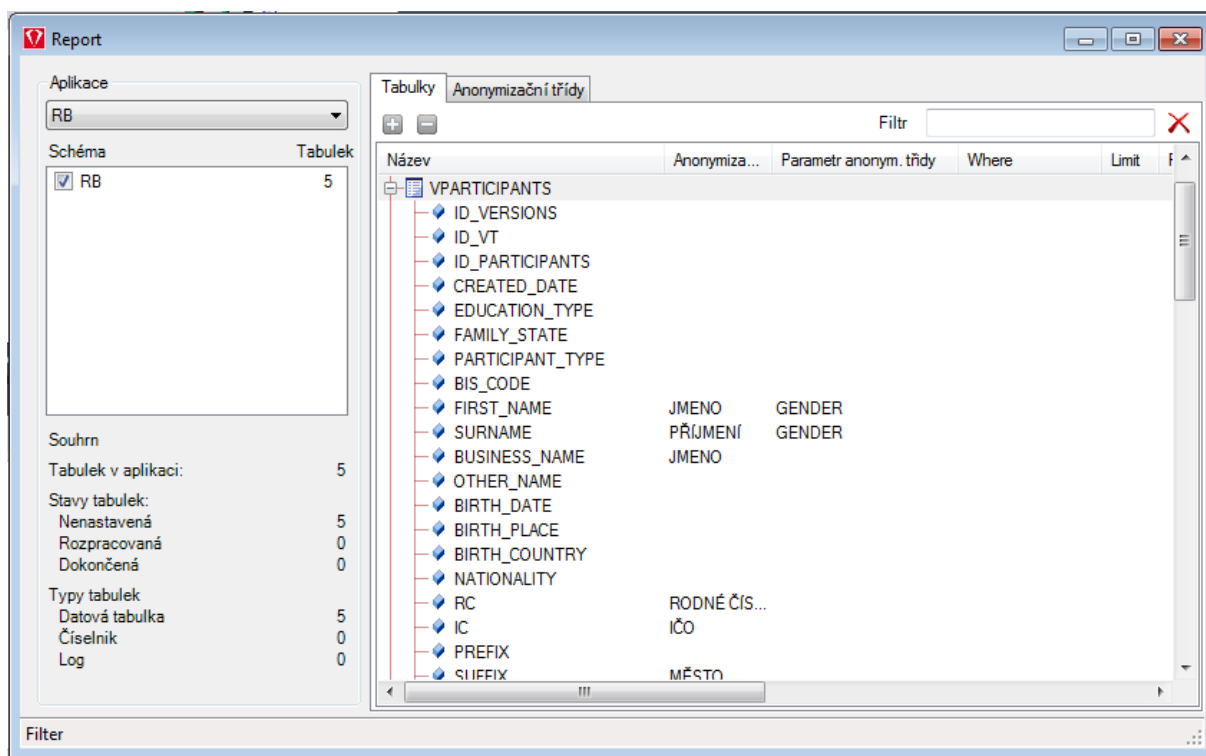 Report
Aplikace
RB
Schéma Tabulek
RB 5
Souhrn
Tabulek v aplikaci: 5
Stavy tabulek:
Nenastavená 5
Rozpracovaná 0
Dokončená 0
Typy tabulek
Datová tabulka 5
Číselnik 0
Log 0
Tabulky Anonymizační třídy
Filtr
Název Anonymiza... Parametr anonym. třidy Where Limit
VPARTICIPANTS
ID_VERSIONS
ID_VT
ID_PARTICIPANTS
CREATED_DATE
EDUCATION_TYPE
FAMILY_STATE
PARTICIPANT_TYPE
BIS_CODE
FIRST_NAME JMENO GENDER
SURNAME PŘÍJMENÍ GENDER
BUSINESS_NAME JMENO
OTHER_NAME
BIRTH_DATE
BIRTH_PLACE
BIRTH_COUNTRY
NATIONALITY
RC RODNÉ ČÍS...
IC IČO
PREFIX
SUFFIX MĚSTO
Filter